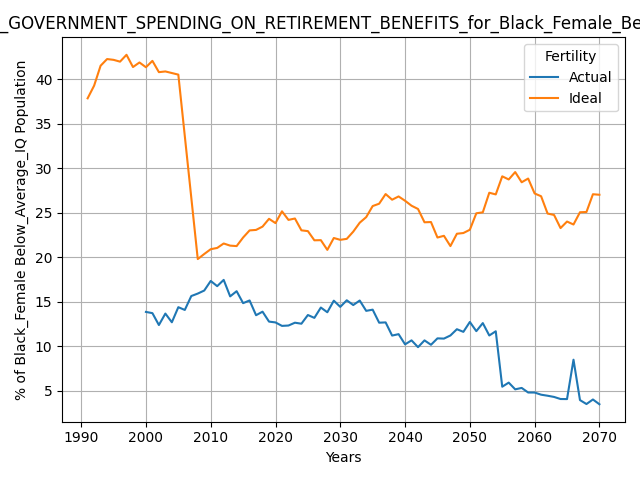 _GOVERNMENT_SPENDING_ON_RETIREMENT_BENEFITS_for_Black_Female_Be
% of Black_Female Below_Average_IQ Population
40
35
30
25
20
15
10
5
Fertility
Actual
Ideal
1990 2000 2010 2020 2030 2040 2050 2060 2070
Years